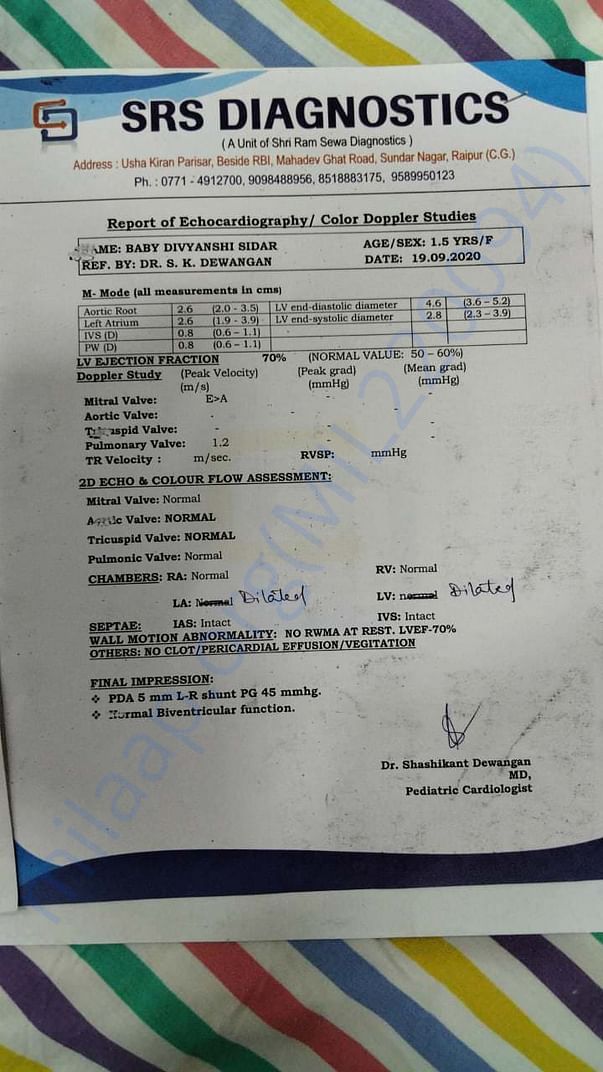 SRS DIAGNOSTICS
( A Unit of Shri Ram Sewa Diagnostics )
Address : Usha Kiran Parisar, Beside RBI, Mahadev Ghat Road, Sundar Nagar, Raipur (C.G.)
Ph. : 0771 - 4912700, 9098488956, 8518883175, 9589950123
Report of Echocardiography/ Color Doppler Studies
NAME: BABY DIVYANSHI SIDAR AGE/SEX: 1.5 YRS/F
REF. BY: DR. S. K. DEWANGAN DATE: 19.09.2020
M- Mode (all measurements in cms)
Aortic Root 2.6 (2.0 - 3.5) LV end-diastolic diameter 4.6 (3.6 – 5.2)
Left Atrium 2.6 (1.9 - 3.9) LV end-systolic diameter 2.8 (2.3 – 3.9)
IVS (D) 0.8 (0.6 – 1.1)
PW (D) 0.8 (0.6 – 1.1)
LV EJECTION FRACTION 70% (NORMAL VALUE: 50 – 60%)
Doppler Study (Peak Velocity) (Peak grad) (Mean grad)
(m/s) (mmHg) (mmHg)
Mitral Valve: E>A - -
Aortic Valve: - - -
Tricuspid Valve: - - -
Pulmonary Valve: 1.2
TR Velocity : m/sec. RVSP: mmHg
2D ECHO & COLOUR FLOW ASSESSMENT:
Mitral Valve: Normal
Aortic Valve: NORMAL
Tricuspid Valve: NORMAL
Pulmonic Valve: Normal
CHAMBERS: RA: Normal RV: Normal
LA: Normal Dilated LV: normal Dilated
SEPTAE: IAS: Intact IVS: Intact
WALL MOTION ABNORMALITY: NO RWMA AT REST. LVEF-70%
OTHERS: NO CLOT/PERICARDIAL EFFUSION/VEGITATION
FINAL IMPRESSION:
❖ PDA 5 mm L-R shunt PG 45 mmhg.
❖ Normal Biventricular function.
Dr. Shashikant Dewangan
MD,
Pediatric Cardiologist